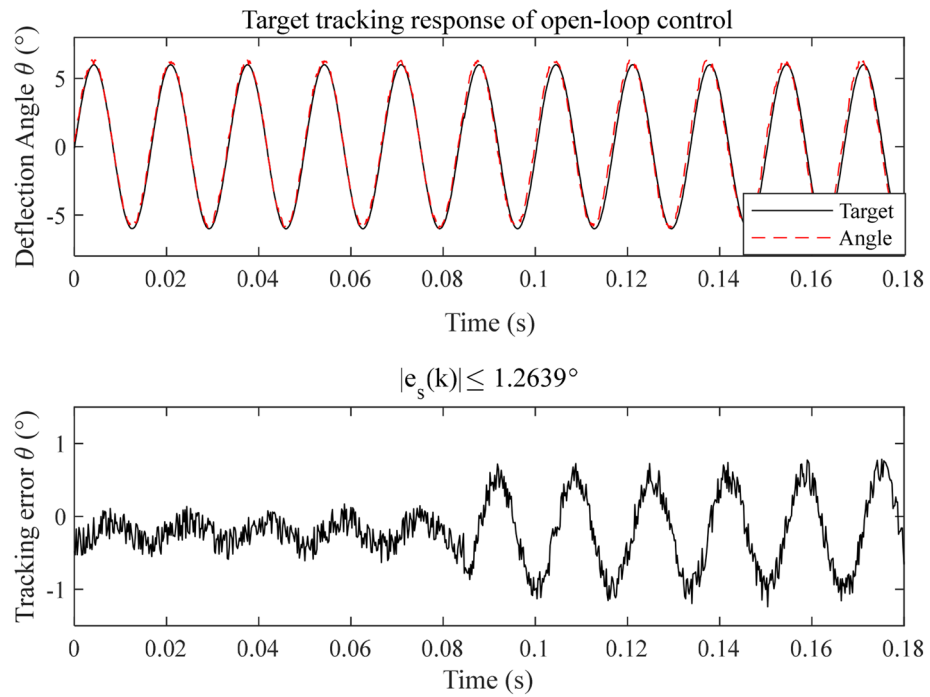 Target tracking response of open-loop control
Deflection Angle θ (°)
5
0
-5
Target
Angle
0 0.02 0.04 0.06 0.08 0.1 0.12 0.14 0.16 0.18
Time (s)
|eₛ(k)|≤ 1.2639°
Tracking error θ (°)
1
0
-1
0 0.02 0.04 0.06 0.08 0.1 0.12 0.14 0.16 0.18
Time (s)